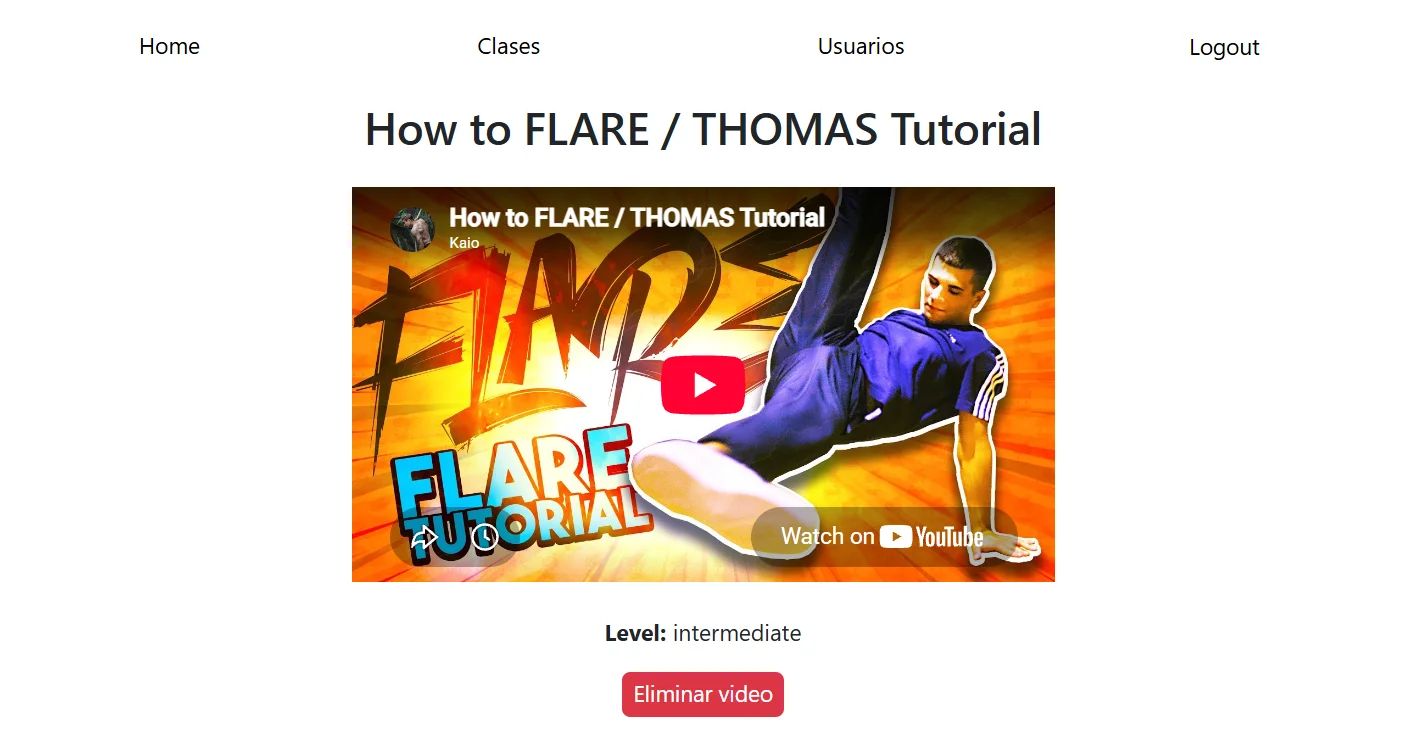 Home Clases Usuarios Logout
How to FLARE / THOMAS Tutorial
How to FLARE / THOMAS Tutorial
Kaio
FLARE
FLARE
TUTORIAL
Watch on YouTube
Level: intermediate
Eliminar video